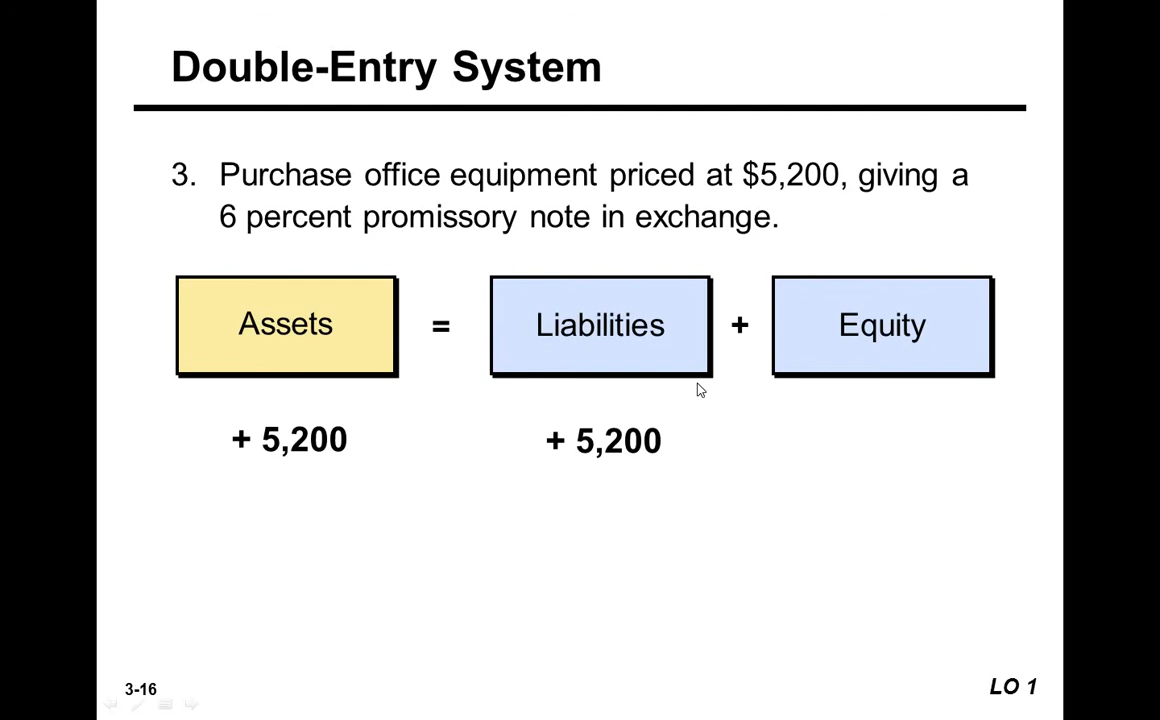 Double-Entry System
3. Purchase office equipment priced at $5,200, giving a
6 percent promissory note in exchange.
Assets = Liabilities + Equity
+ 5,200 + 5,200
3-16 LO 1